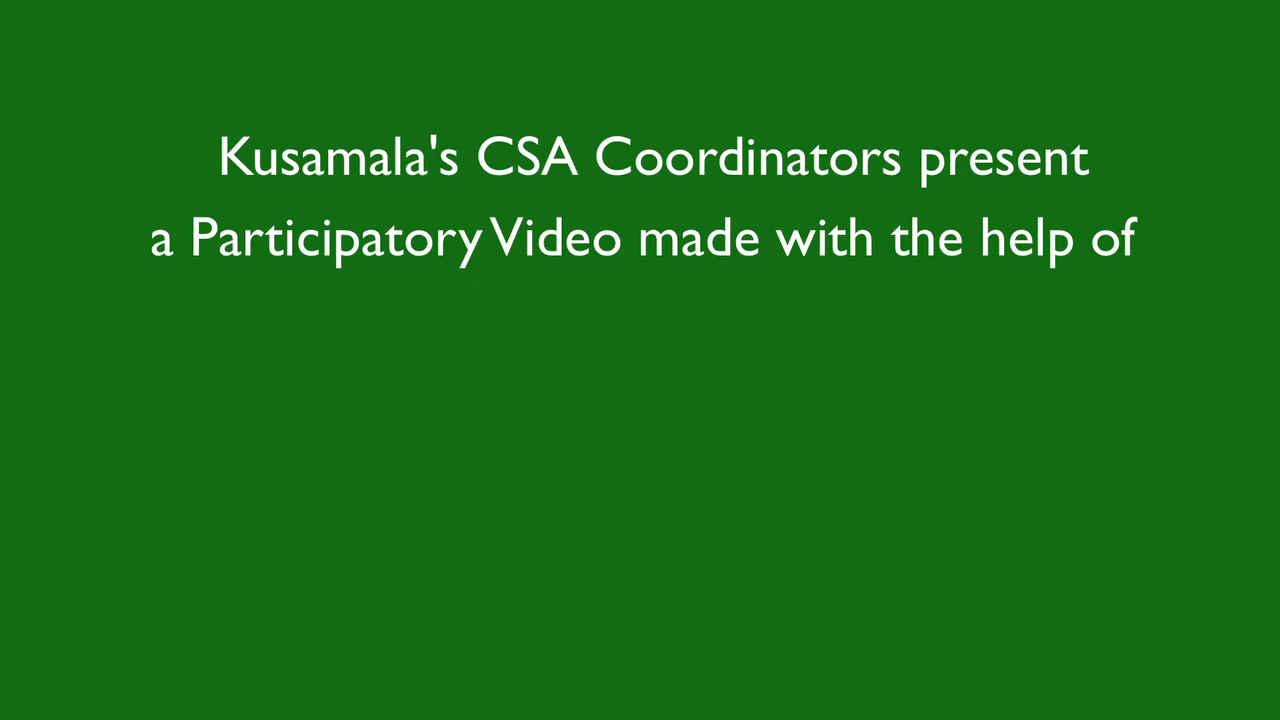 Kusamala's CSA Coordinators present
a Participatory Video made with the help of